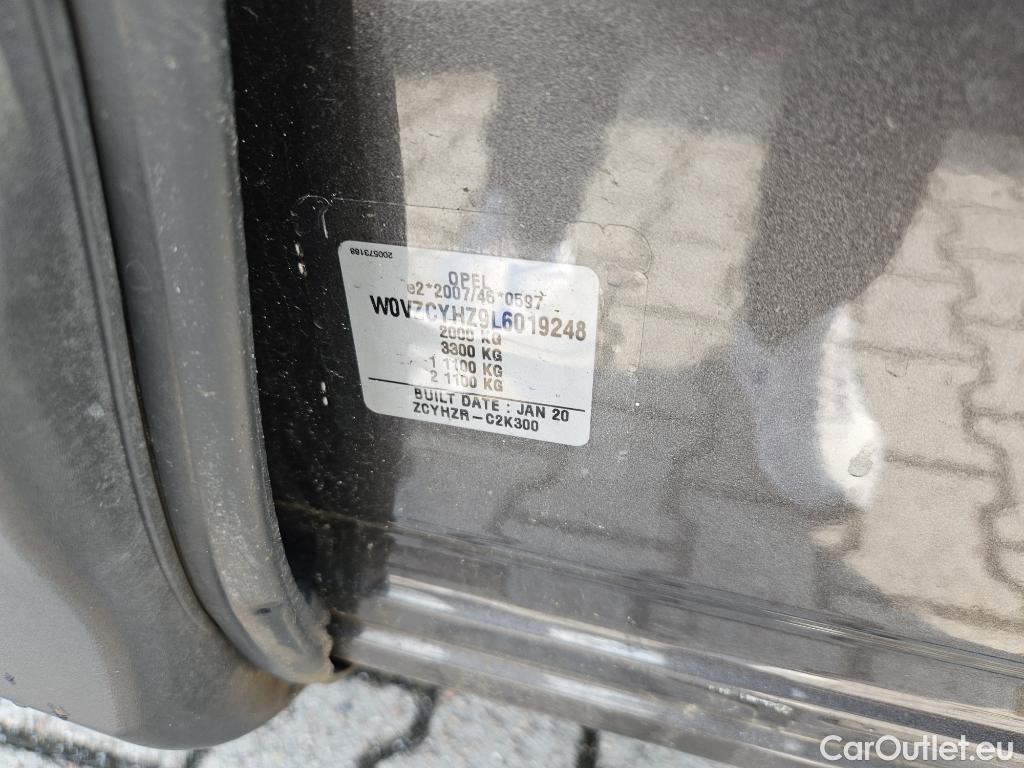 200573188
OPEL
e2*2007/46*0597
W0VZCYHZ9L6019248
2000 KG
3300 KG
1 1100 KG
2 1100 KG
BUILT DATE : JAN 20
ZCYHZR-C2K300
CarOutlet.eu